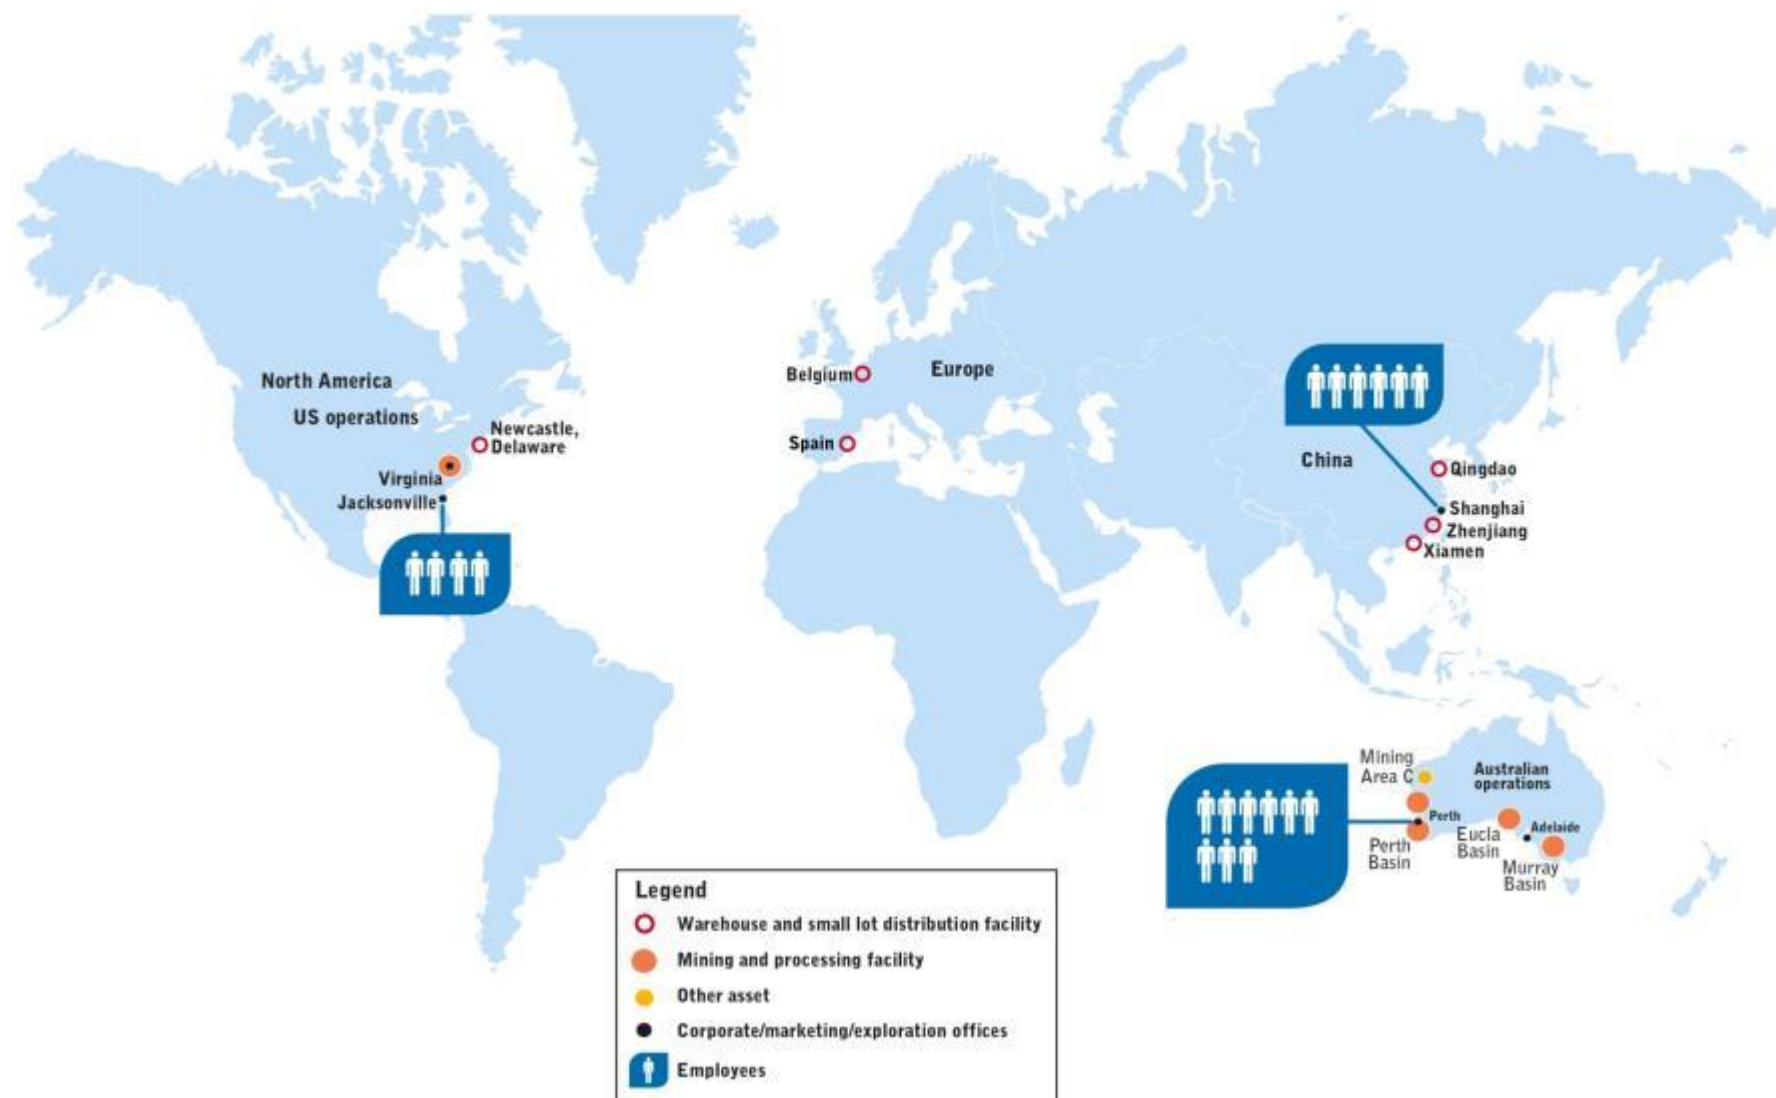 North America
US operations
Newcastle,
Delaware
Virginia
Jacksonville
Belgium
Europe
Spain
China
Qingdao
Shanghai
Zhenjiang
Xiamen
Mining
Area C
Australian
operations
Perth
Perth
Basin
Eucla
Basin
Adelaide
Murray
Basin
Legend
Warehouse and small lot distribution facility
Mining and processing facility
Other asset
Corporate/marketing/exploration offices
Employees